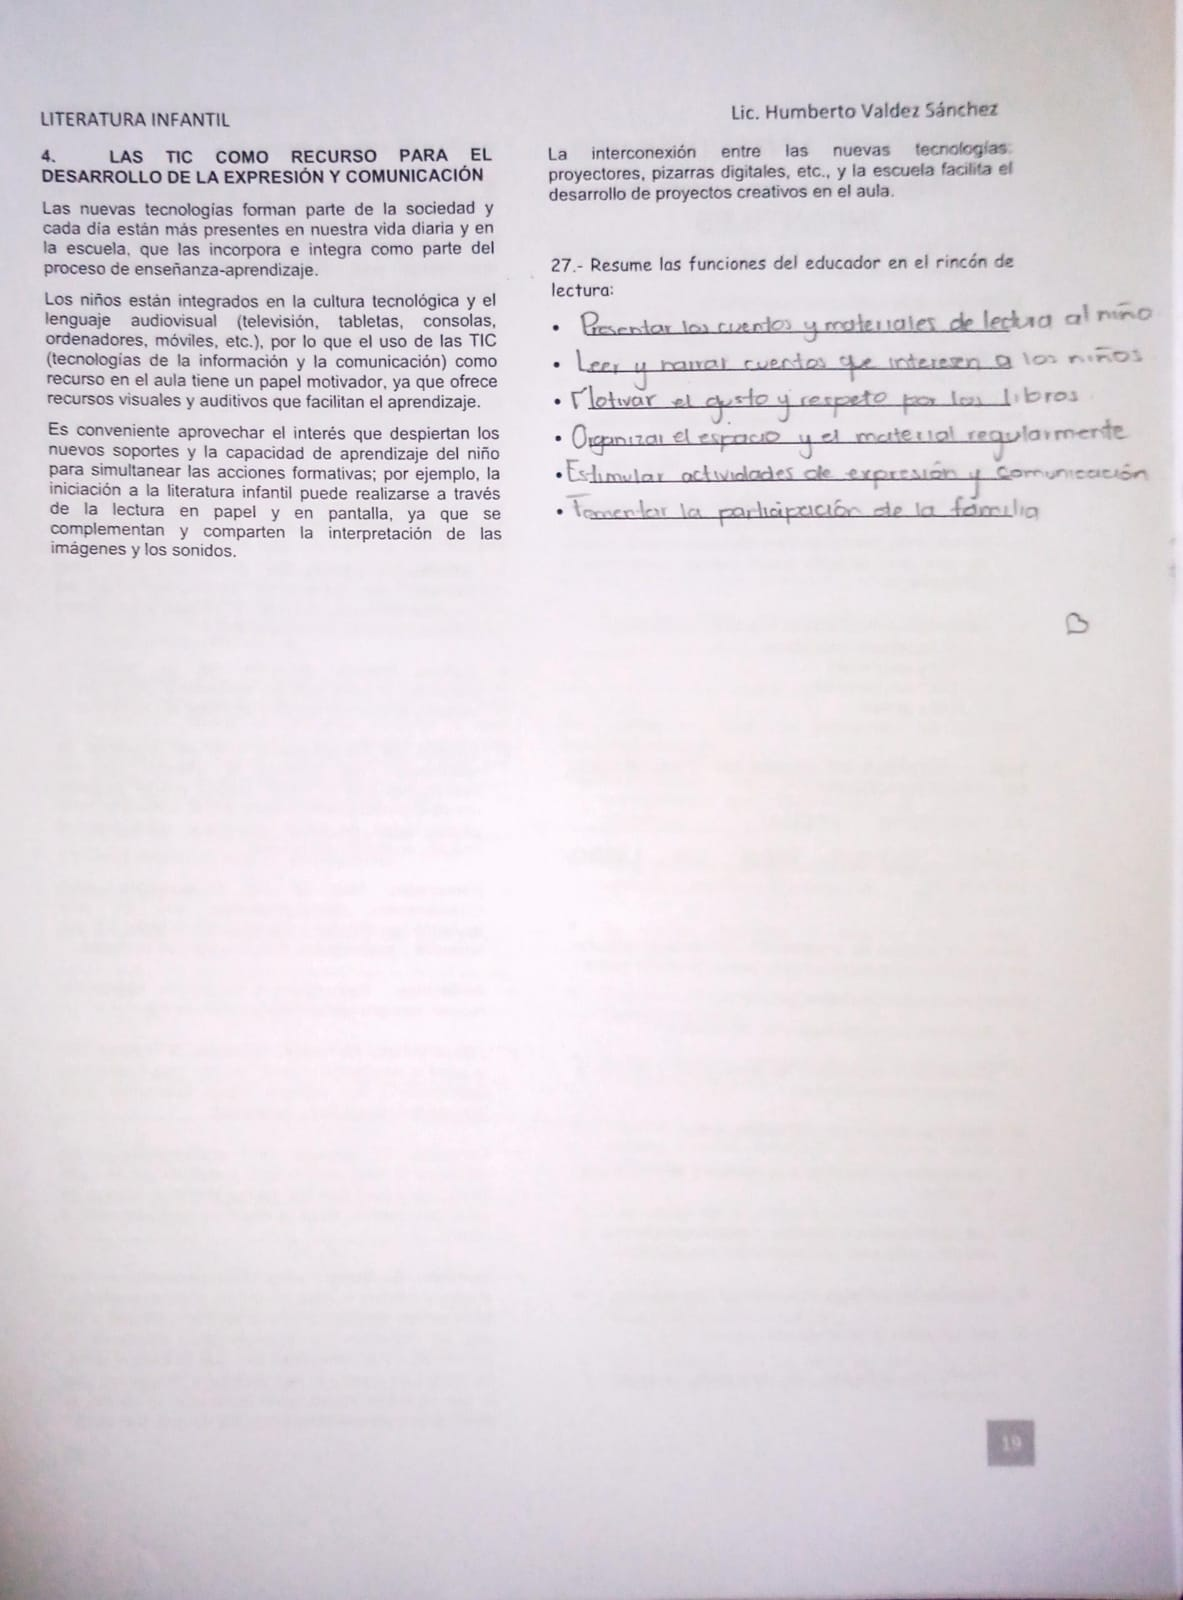 LITERATURA INFANTIL
Lic. Humberto Valdez Sánchez
4. LAS TIC COMO RECURSO PARA EL
DESARROLLO DE LA EXPRESIÓN Y COMUNICACIÓN
Las nuevas tecnologías forman parte de la sociedad y
cada día están más presentes en nuestra vida diaria y en
la escuela, que las incorpora e integra como parte del
proceso de enseñanza-aprendizaje.
Los niños están integrados en la cultura tecnológica y el
lenguaje audiovisual (televisión, tabletas, consolas,
ordenadores, móviles, etc.), por lo que el uso de las TIC
(tecnologías de la información y la comunicación) como
recurso en el aula tiene un papel motivador, ya que ofrece
recursos visuales y auditivos que facilitan el aprendizaje.
Es conveniente aprovechar el interés que despiertan los
nuevos soportes y la capacidad de aprendizaje del niño
para simultanear las acciones formativas; por ejemplo, la
iniciación a la literatura infantil puede realizarse a través
de la lectura en papel y en pantalla, ya que se
complementan y comparten la interpretación de las
imágenes y los sonidos.
La interconexión entre las nuevas tecnologías:
proyectores, pizarras digitales, etc., y la escuela facilita el
desarrollo de proyectos creativos en el aula.
27.- Resume las funciones del educador en el rincón de
lectura:
• Presentar los cuentos y materiales de lectura al niño
• Leer y narrar cuentos que interezen a los niños
• Motivar el gusto y respeto por los libros
• Organizar el espacio y el material regularmente
• Estimular actividades de expresión y comunicación
• Fomentar la participación de la familia
19